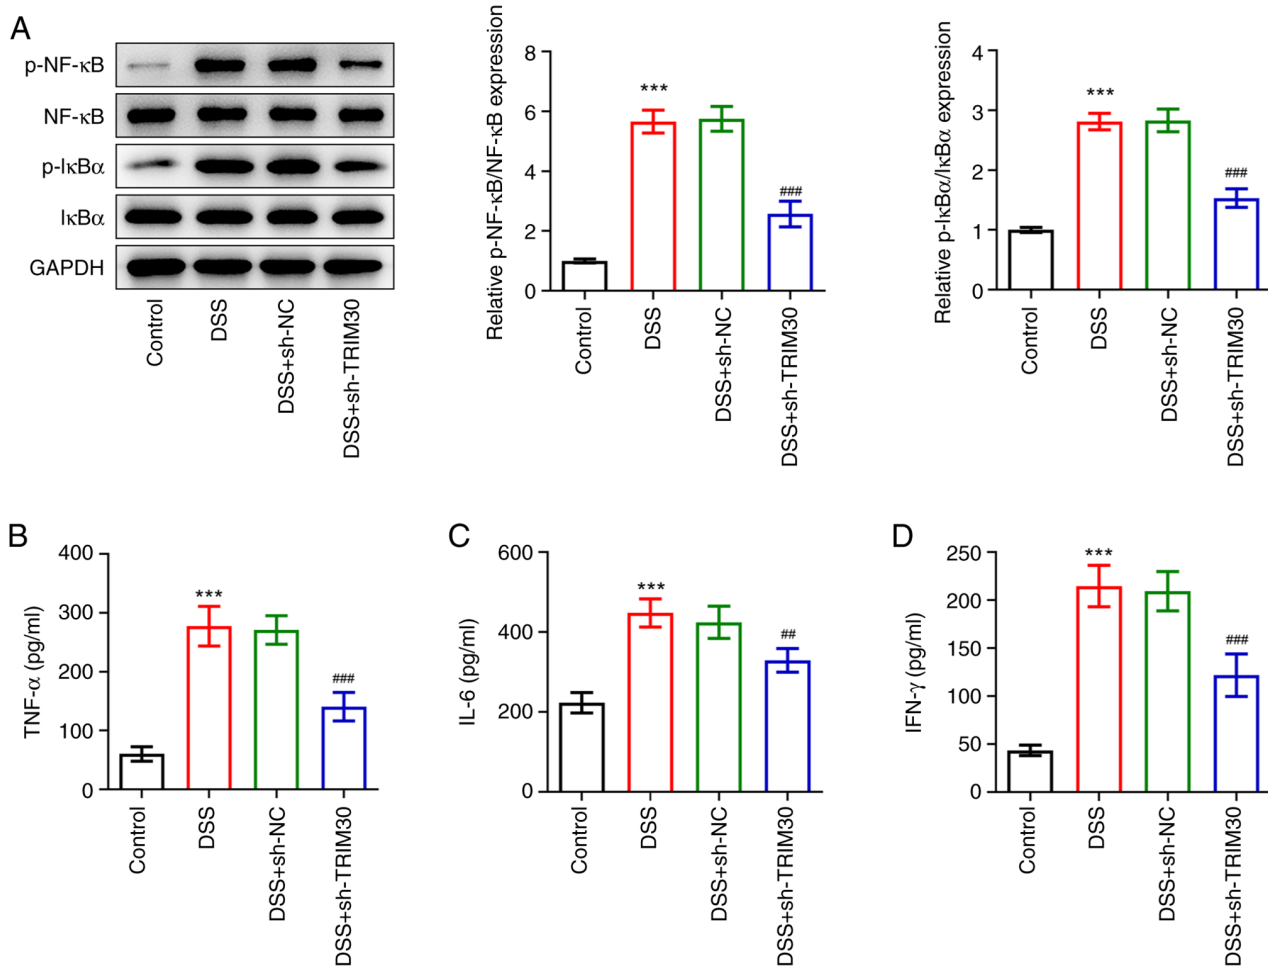 A
p-NF-κB
NF-κB
p-IκBα
IκBα
GAPDH
Control
DSS
DSS+sh-NC
DSS+sh-TRIM30
Relative p-NF-κB/NF-κB expression
8
6
4
2
0
***
###
Control
DSS
DSS+sh-NC
DSS+sh-TRIM30
Relative p-IκBα/IκBα expression
4
3
2
1
0
***
###
Control
DSS
DSS+sh-NC
DSS+sh-TRIM30
B
TNF-α (pg/ml)
400
300
200
100
0
***
###
Control
DSS
DSS+sh-NC
DSS+sh-TRIM30
C
IL-6 (pg/ml)
600
400
200
0
***
##
Control
DSS
DSS+sh-NC
DSS+sh-TRIM30
D
IFN-γ (pg/ml)
250
200
150
100
50
0
***
###
Control
DSS
DSS+sh-NC
DSS+sh-TRIM30